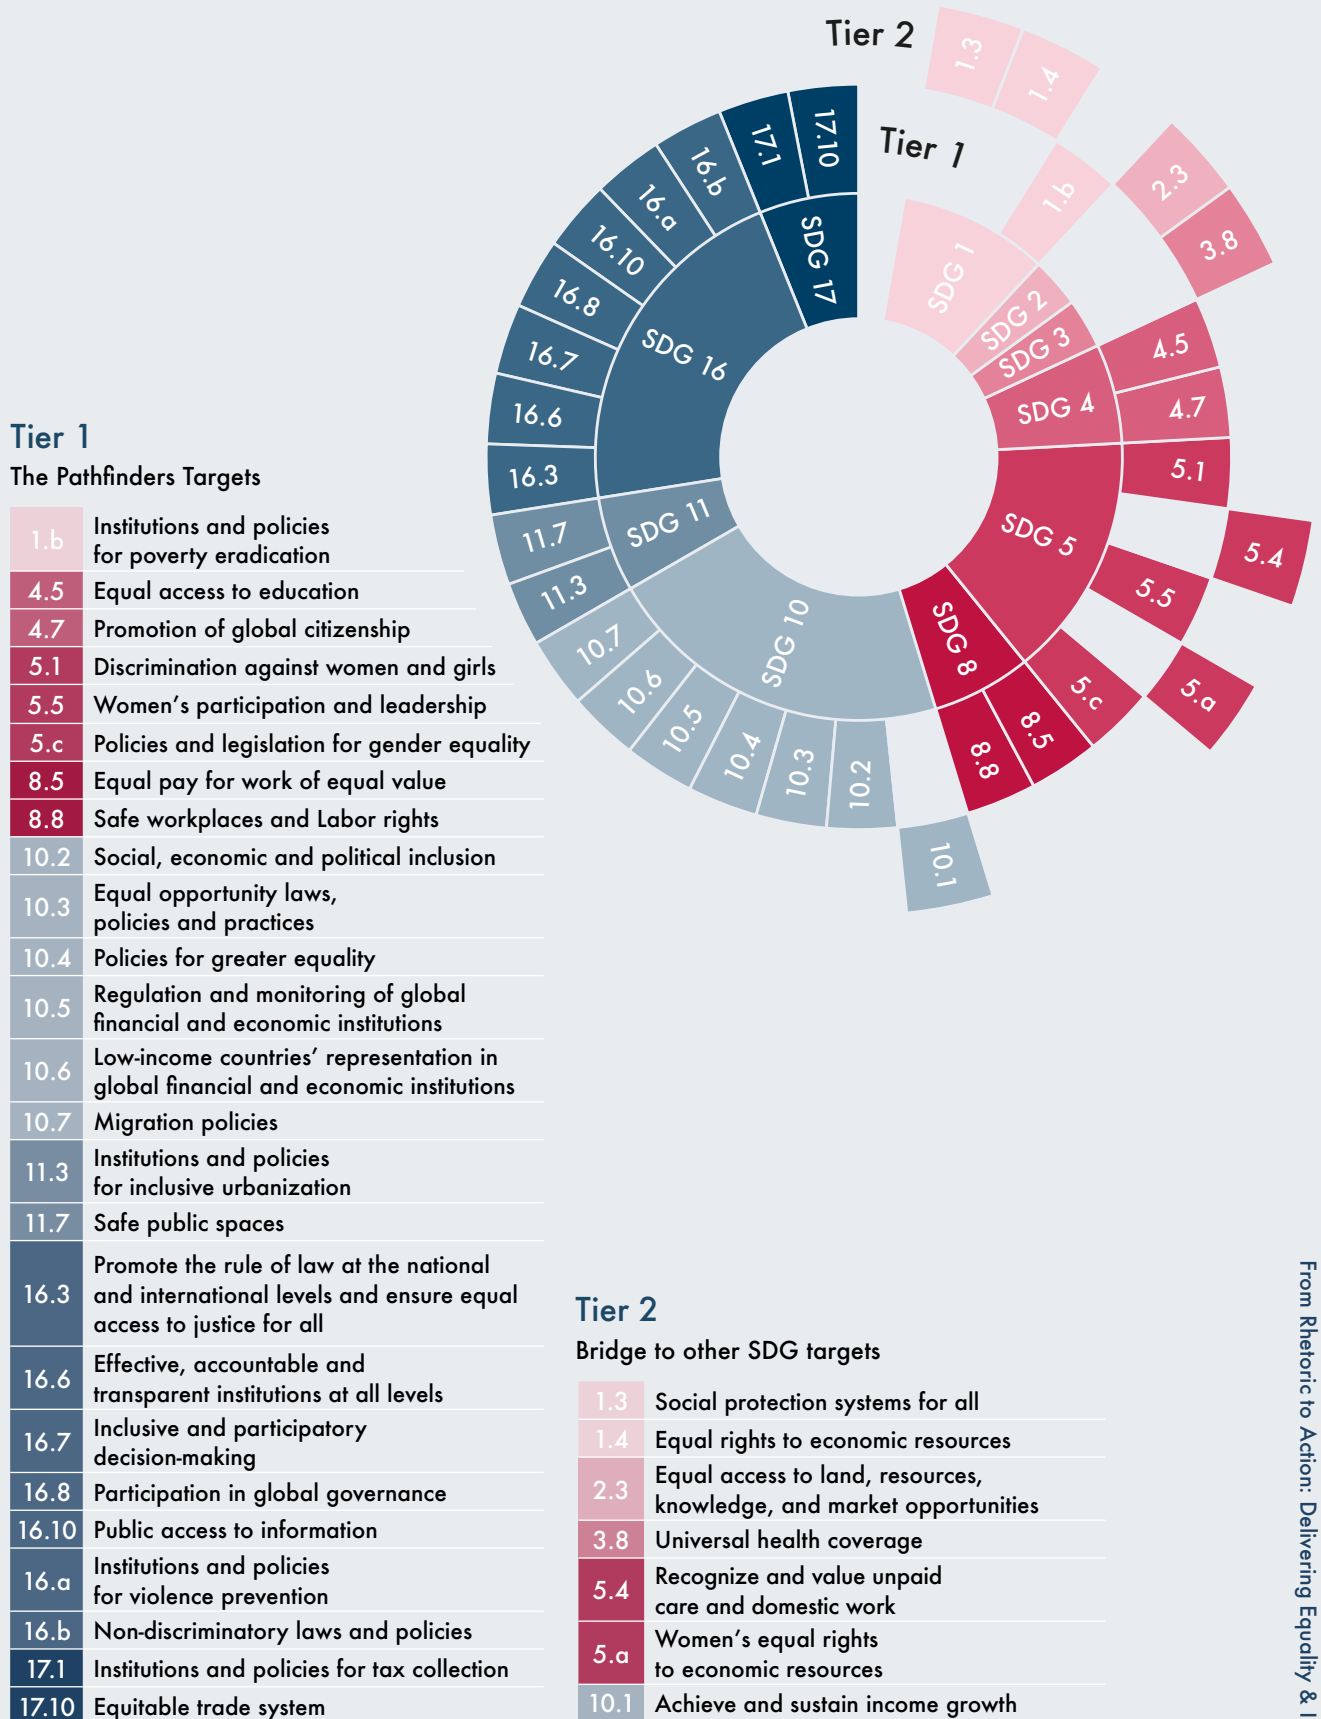 Tier 2
Tier 1
1.3
1.4
1.b
2.3
3.8
4.5
4.7
5.1
5.4
5.5
5.a
5.c
8.5
8.8
10.1
10.2
10.3
10.4
10.5
10.6
10.7
11.3
11.7
16.3
16.6
16.7
16.8
16.10
16.a
16.b
17.1
17.10
SDG 1
SDG 2
SDG 3
SDG 4
SDG 5
SDG 8
SDG 10
SDG 11
SDG 16
SDG 17
Tier 1
The Pathfinders Targets
1.b Institutions and policies
for poverty eradication
4.5 Equal access to education
4.7 Promotion of global citizenship
5.1 Discrimination against women and girls
5.5 Women’s participation and leadership
5.c Policies and legislation for gender equality
8.5 Equal pay for work of equal value
8.8 Safe workplaces and Labor rights
10.2 Social, economic and political inclusion
10.3 Equal opportunity laws,
policies and practices
10.4 Policies for greater equality
10.5 Regulation and monitoring of global
financial and economic institutions
10.6 Low-income countries’ representation in
global financial and economic institutions
10.7 Migration policies
11.3 Institutions and policies
for inclusive urbanization
11.7 Safe public spaces
16.3 Promote the rule of law at the national
and international levels and ensure equal
access to justice for all
16.6 Effective, accountable and
transparent institutions at all levels
16.7 Inclusive and participatory
decision-making
16.8 Participation in global governance
16.10 Public access to information
16.a Institutions and policies
for violence prevention
16.b Non-discriminatory laws and policies
17.1 Institutions and policies for tax collection
17.10 Equitable trade system
Tier 2
Bridge to other SDG targets
1.3 Social protection systems for all
1.4 Equal rights to economic resources
2.3 Equal access to land, resources,
knowledge, and market opportunities
3.8 Universal health coverage
5.4 Recognize and value unpaid
care and domestic work
5.a Women’s equal rights
to economic resources
10.1 Achieve and sustain income growth
From Rhetoric to Action: Delivering Equality & I